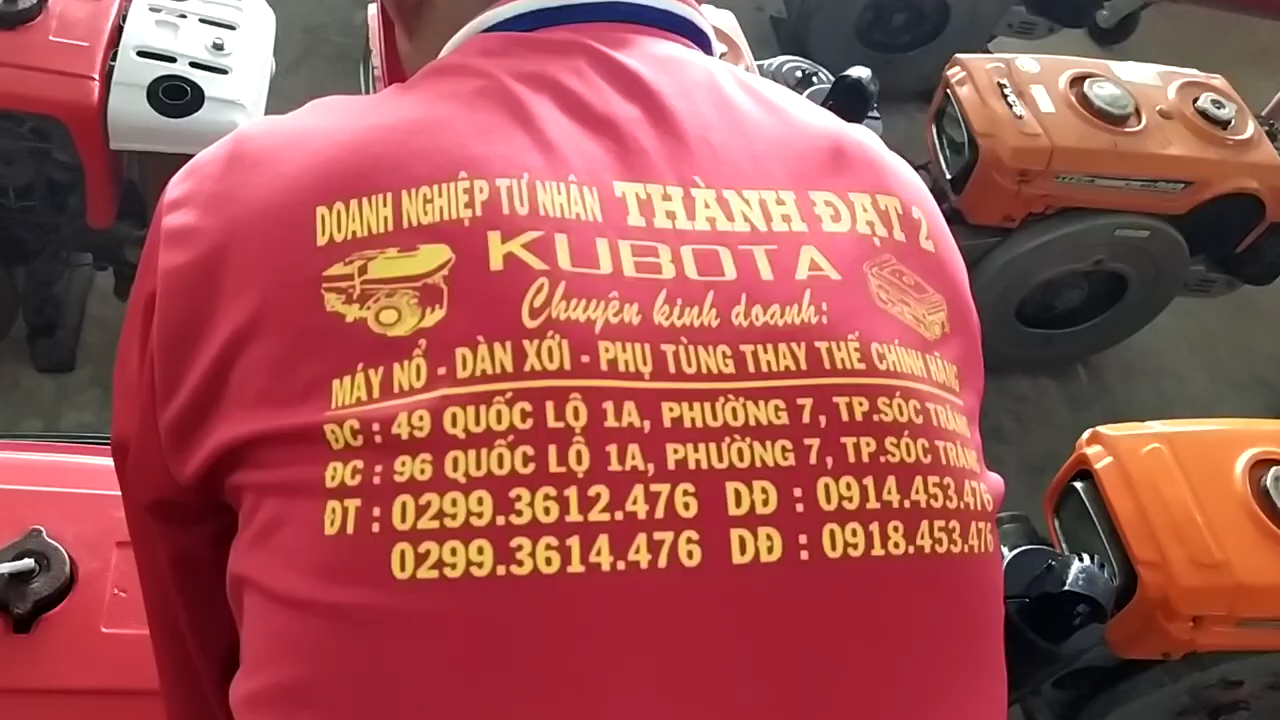 DOANH NGHIỆP TƯ NHÂN THÀNH ĐẠT 2
KUBOTA
Chuyên kinh doanh:
MÁY NỔ - DÀN XỚI - PHỤ TÙNG THAY THẾ CHÍNH HÃNG
ĐC : 49 QUỐC LỘ 1A, PHƯỜNG 7, TP.SÓC TRĂNG
ĐC : 96 QUỐC LỘ 1A, PHƯỜNG 7, TP.SÓC TRĂNG
ĐT : 0299.3612.476 DĐ : 0914.453.476
0299.3614.476 DĐ : 0918.453.476
TVCS